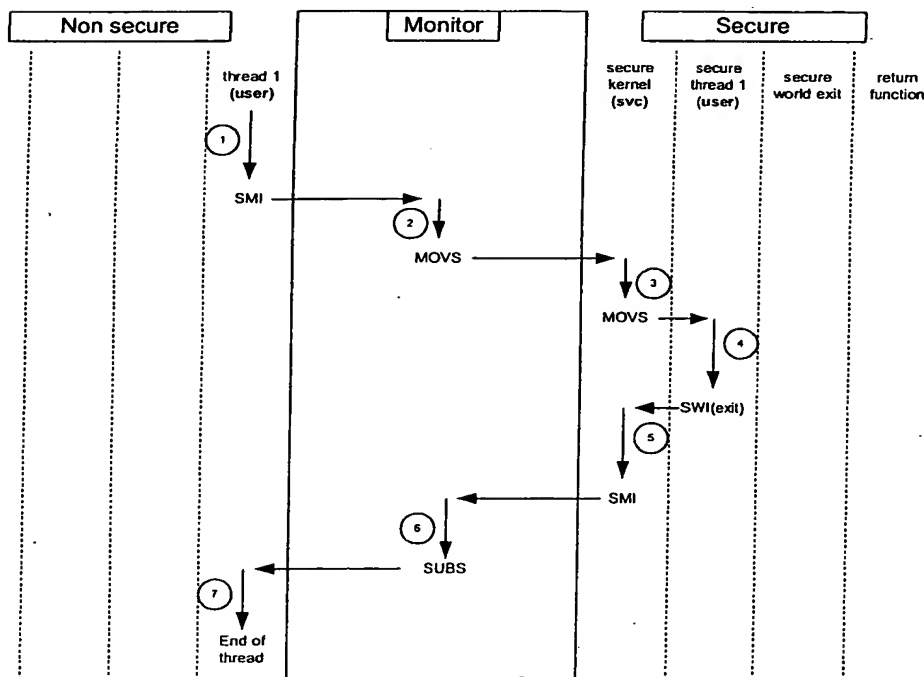 Non secure
Monitor
Secure
thread 1
(user)
secure
kernel
(svc)
secure
thread 1
(user)
secure
world exit
return
function
1
SMI
2
MOVS
3
MOVS
4
SWI(exit)
5
SMI
6
SUBS
7
End of
thread